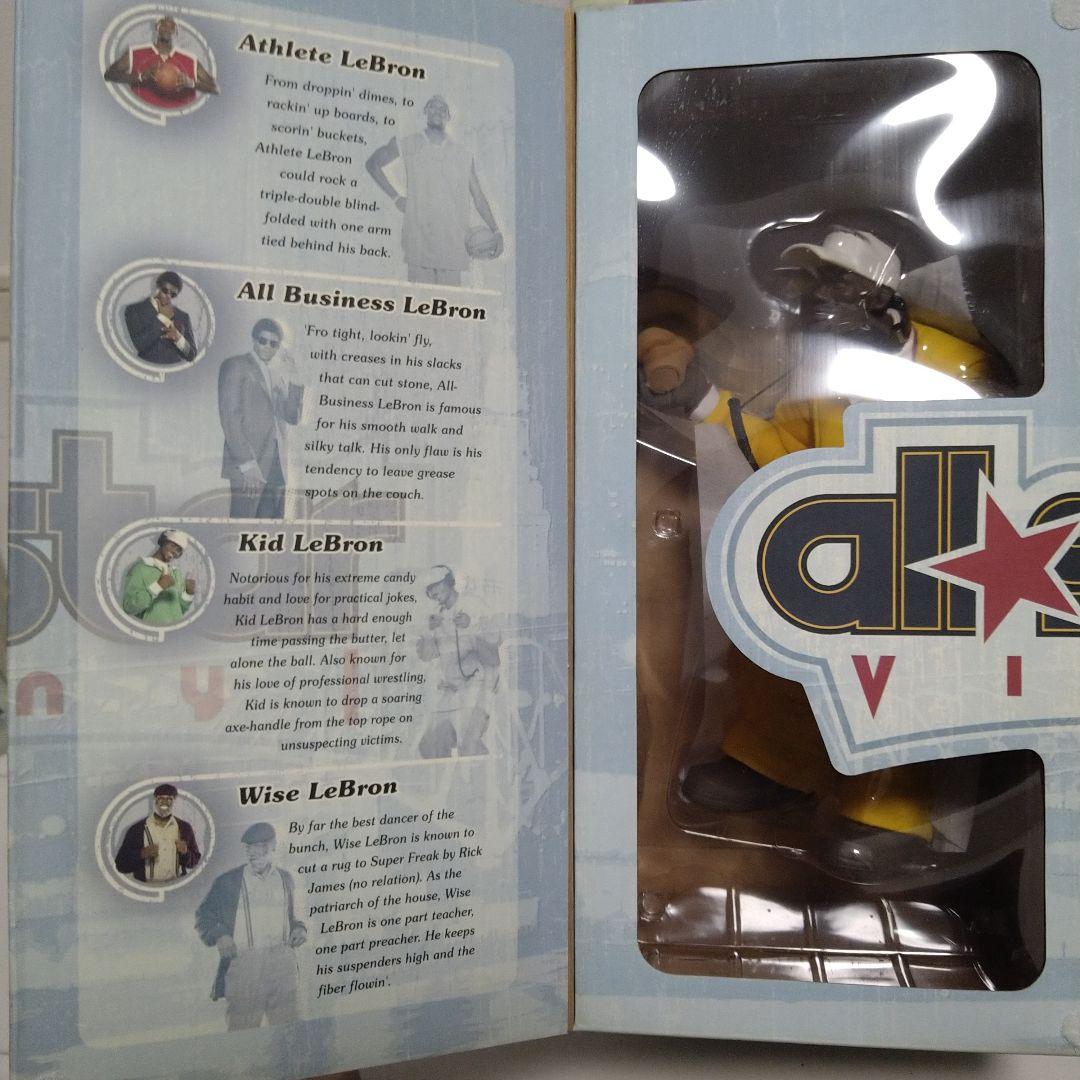 Athlete LeBron
From droppin' dimes, to
rackin' up boards, to
scorin' buckets,
Athlete LeBron
could rock a
triple-double blind-
folded with one arm
tied behind his back.
All Business LeBron
'Fro tight, lookin' fly,
with creases in his slacks
that can cut stone, All-
Business LeBron is famous
for his smooth walk and
silky talk. His only flaw is his
tendency to leave grease
spots on the couch.
Kid LeBron
Notorious for his extreme candy
habit and love for practical jokes,
Kid LeBron has a hard enough
time passing the butter, let
alone the ball. Also known for
his love of professional wrestling,
Kid is known to drop a soaring
axe-handle from the top rope on
unsuspecting victims.
Wise LeBron
By far the best dancer of the
bunch, Wise LeBron is known to
cut a rug to Super Freak by Rick
James (no relation). As the
patriarch of the house, Wise
LeBron is one part teacher,
one part preacher. He keeps
his suspenders high and the
fiber flowin'.
star
nyl
all
VI